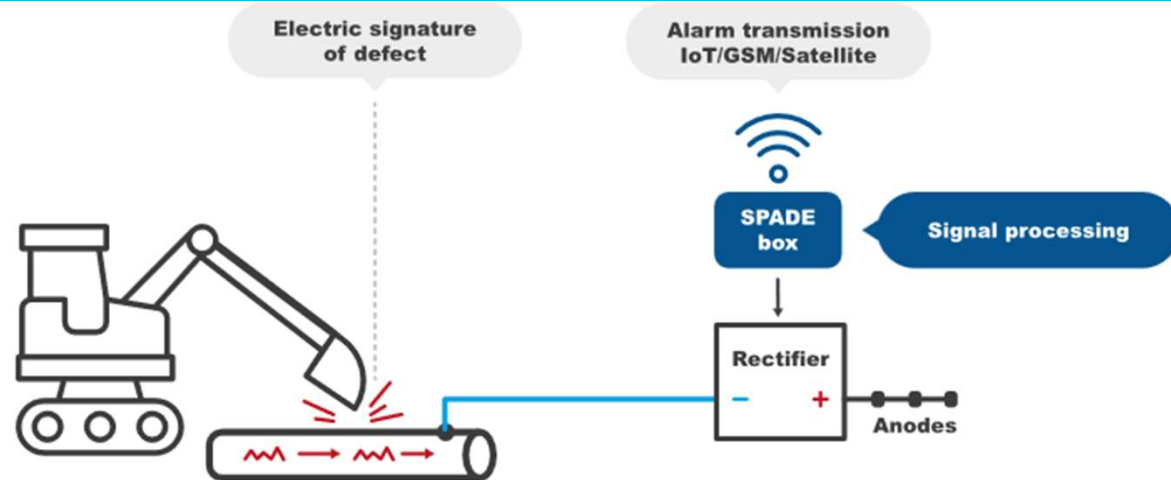 Electric signature
of defect
Alarm transmission
IoT/GSM/Satellite
SPADE
box
Signal processing
Rectifier
− +
Anodes